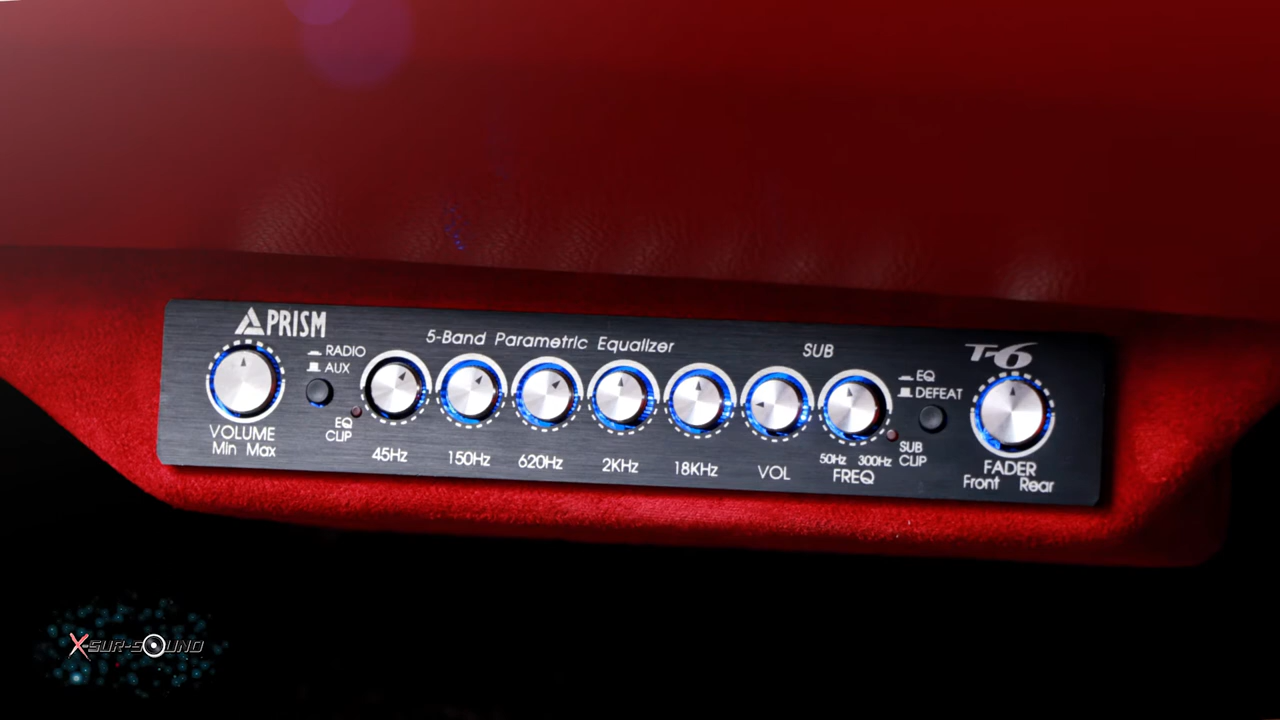 PRISM
5-Band Parametric Equalizer
SUB
T-6
RADIO
AUX
EQ
DEFEAT
EQ
CLIP
SUB
CLIP
VOLUME
Min Max
45Hz
150Hz
620Hz
2KHz
18KHz
VOL
50Hz 300Hz
FREQ
FADER
Front Rear
X-SUR-SOUND